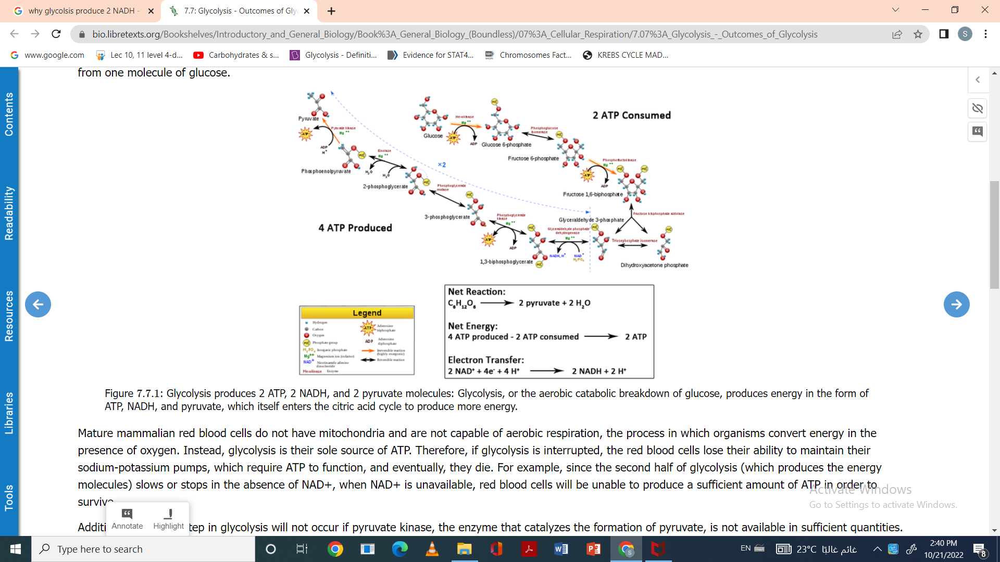 why glycolsis produce 2 NADH -
7.7: Glycolysis - Outcomes of Gly
bio.libretexts.org/Bookshelves/Introductory_and_General_Biology/Book%3A_General_Biology_(Boundless)/07%3A_Cellular_Respiration/7.07%3A_Glycolysis_-_Outcomes_of_Glycolysis
S
www.google.com
Lec 10, 11 level 4-d...
Carbohydrates & s...
Glycolysis - Definiti...
Evidence for STAT4...
Chromosomes Fact...
KREBS CYCLE MAD...
Contents
Readability
Resources
Libraries
Tools
from one molecule of glucose.
2 ATP Consumed
Pyruvate
Pyruvate kinase
Mg++
ATP
ADP
H+
Glucose
Hexokinase
Mg++
ATP
ADP
Glucose 6-phosphate
Phosphoglucose
isomerase
Fructose 6-phosphate
Phosphofructokinase
Mg++
ATP
ADP
Fructose 1,6-biphosphate
Fructose bisphosphate aldolase
Phosphoenolpyruvate
Enolase
Mg++
H2O
H2O
×2
2-phosphoglycerate
Phosphoglycerate
mutase
3-phosphoglycerate
Phosphoglycerate
kinase
Mg++
ATP
ADP
Glyceraldehyde 3-phosphate
Glyceraldehyde phosphate
dehydrogenase
Mg++
NADH, H+
NAD+
H3PO4
Triosephosphate isomerase
1,3-biphosphoglycerate
Dihydroxyacetone phosphate
4 ATP Produced
Legend
Hydrogen
Carbon
Oxygen
Phosphate group
H3PO4 Inorganic phosphate
Mg++ Magnesium ion (cofactor)
NAD+ Nicotinamide adenine
dinucleotide
Hexokinase Enzyme
ATP Adenosine
triphosphate
ADP Adenosine
diphosphate
Irreversible reaction
(highly exergonic)
Reversible reaction
Net Reaction:
C6H12O6 ⟶ 2 pyruvate + 2 H2O
Net Energy:
4 ATP produced - 2 ATP consumed ⟶ 2 ATP
Electron Transfer:
2 NAD+ + 4e- + 4 H+ ⟶ 2 NADH + 2 H+
Figure 7.7.1: Glycolysis produces 2 ATP, 2 NADH, and 2 pyruvate molecules: Glycolysis, or the aerobic catabolic breakdown of glucose, produces energy in the form of
ATP, NADH, and pyruvate, which itself enters the citric acid cycle to produce more energy.
Mature mammalian red blood cells do not have mitochondria and are not capable of aerobic respiration, the process in which organisms convert energy in the
presence of oxygen. Instead, glycolysis is their sole source of ATP. Therefore, if glycolysis is interrupted, the red blood cells lose their ability to maintain their
sodium-potassium pumps, which require ATP to function, and eventually, they die. For example, since the second half of glycolysis (which produces the energy
molecules) slows or stops in the absence of NAD+, when NAD+ is unavailable, red blood cells will be unable to produce a sufficient amount of ATP in order to
surviv
Additi tep in glycolysis will not occur if pyruvate kinase, the enzyme that catalyzes the formation of pyruvate, is not available in sufficient quantities.
Annotate Highlight
Activate Windows
Go to Settings to activate Windows.
Type here to search
EN
23°C غائم غالبًا
2:40 PM
10/21/2022
8